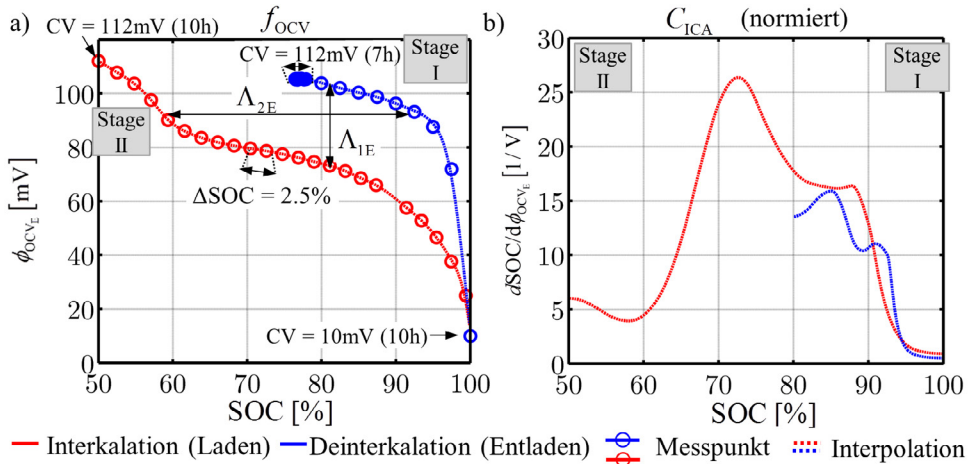 a)
f_OCV
CV = 112mV (10h)
CV = 112mV (7h)
Stage
I
Λ_2E
Stage
II
Λ_1E
ΔSOC = 2.5%
CV = 10mV (10h)
ϕ_OCV_E [mV]
100
80
60
40
20
0
50 60 70 80 90 100
SOC [%]
b)
C_ICA (normiert)
Stage
II
Stage
I
dSOC/dϕ_OCV_E [1/ V]
30
25
20
15
10
5
0
50 60 70 80 90 100
SOC [%]
Interkalation (Laden) Deinterkalation (Entladen) Messpunkt Interpolation